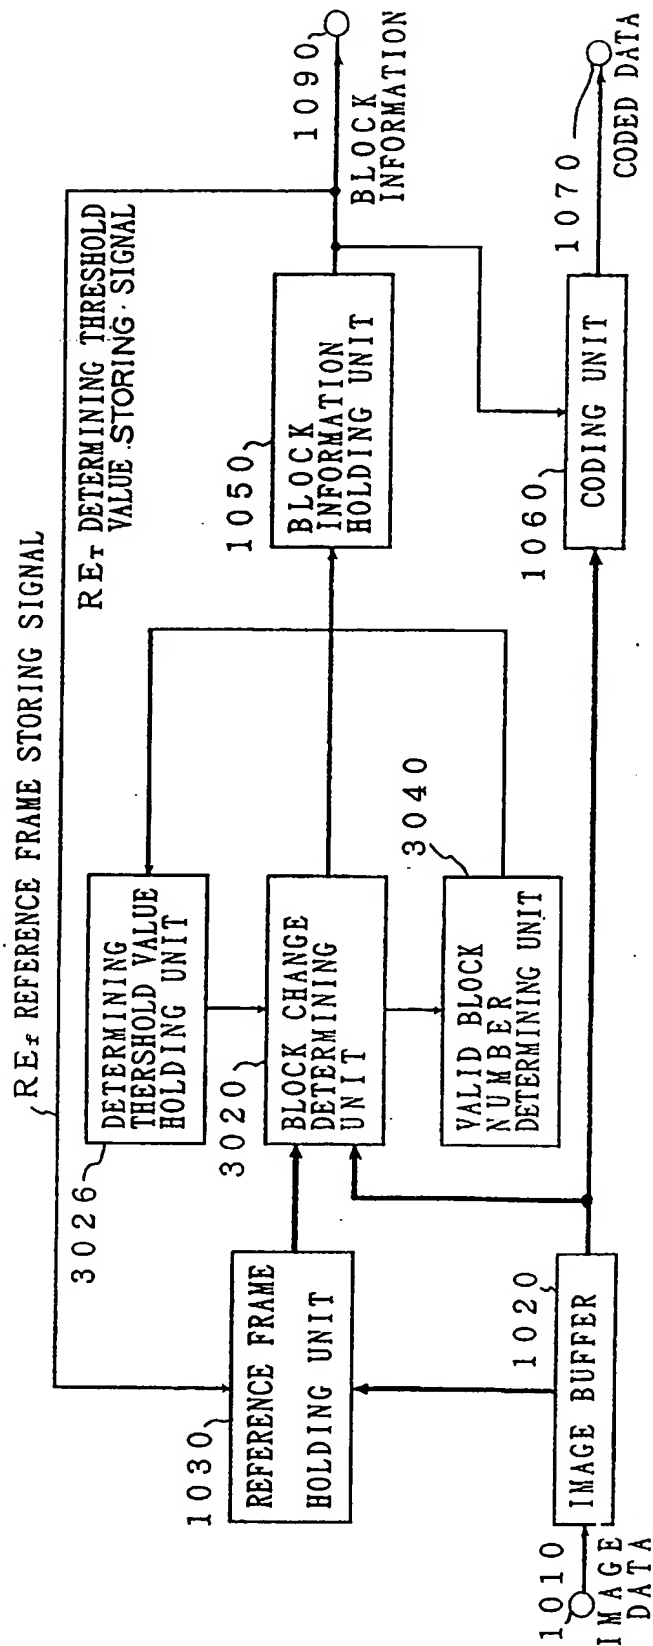 REf REFERENCE FRAME STORING SIGNAL
RET DETERMINING THRESHOLD
VALUE STORING SIGNAL
3026
DETERMINING
THERSHOLD VALUE
HOLDING UNIT
1030
REFERENCE FRAME
HOLDING UNIT
3020
BLOCK CHANGE
DETERMINING
UNIT
1050
BLOCK
INFORMATION
HOLDING UNIT
1090
BLOCK
INFORMATION
3040
VALID BLOCK
NUMBER
DETERMINING UNIT
1010
IMAGE
DATA
1020
IMAGE BUFFER
1060
CODING UNIT
1070
CODED DATA